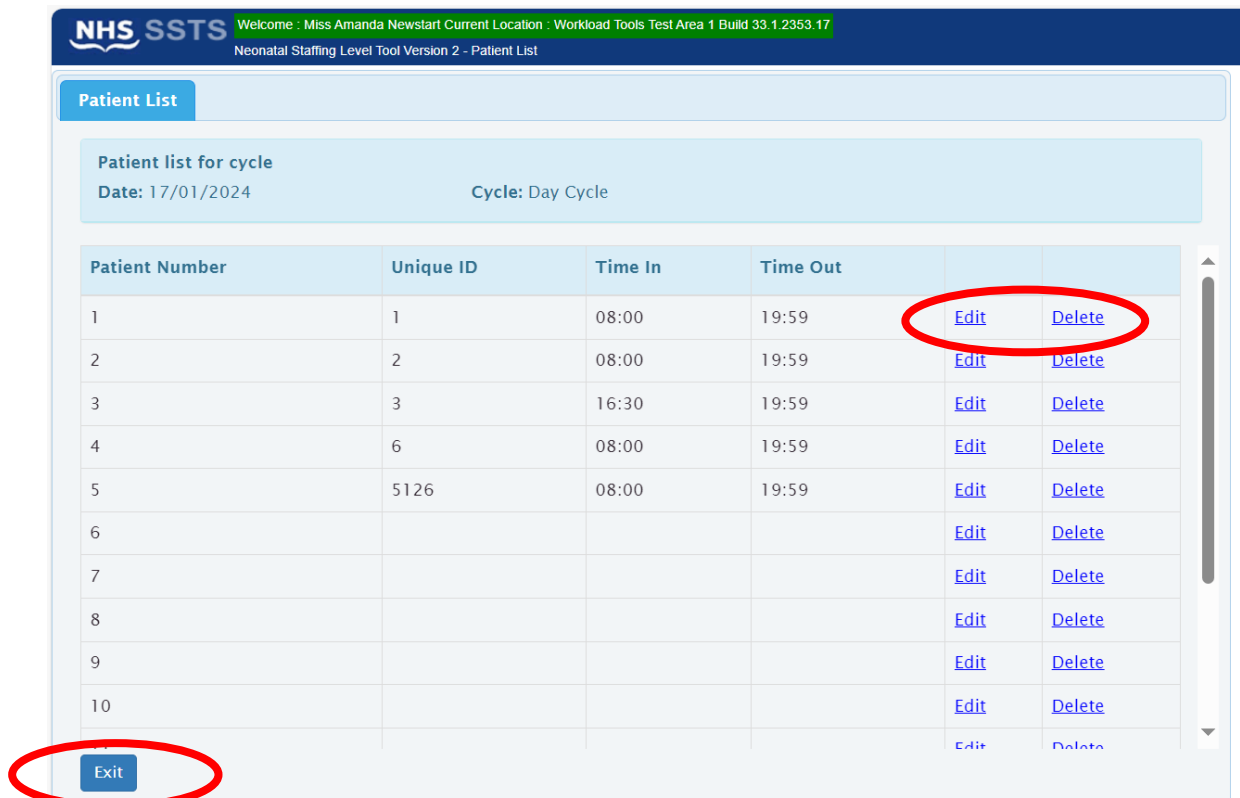 NHS SSTS Welcome : Miss Amanda Newstart Current Location : Workload Tools Test Area 1 Build 33.1.2353.17
Neonatal Staffing Level Tool Version 2 - Patient List
Patient List
Patient list for cycle
Date: 17/01/2024 Cycle: Day Cycle
Patient Number Unique ID Time In Time Out
1 1 08:00 19:59 Edit Delete
2 2 08:00 19:59 Edit Delete
3 3 16:30 19:59 Edit Delete
4 6 08:00 19:59 Edit Delete
5 5126 08:00 19:59 Edit Delete
6 Edit Delete
7 Edit Delete
8 Edit Delete
9 Edit Delete
10 Edit Delete
Edit Delete
Exit